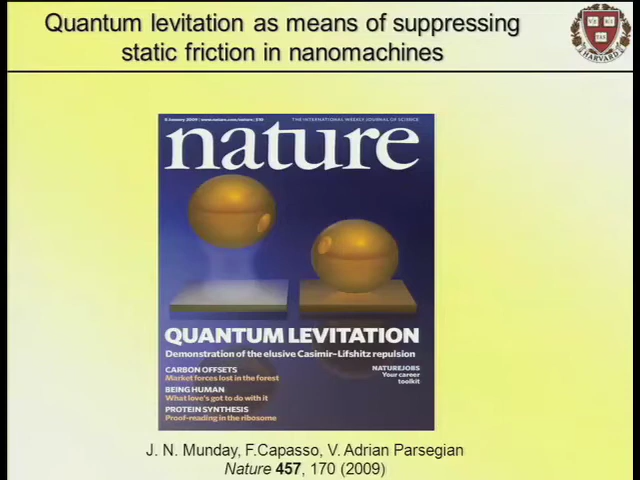 Quantum levitation as means of suppressing
static friction in nanomachines
HARVARD
THE INTERNATIONAL WEEKLY JOURNAL OF SCIENCE
nature
QUANTUM LEVITATION
Demonstration of the elusive Casimir–Lifshitz repulsion
CARBON OFFSETS
Market forces lost in the forest
BEING HUMAN
What love's got to do with it
PROTEIN SYNTHESIS
Proof-reading in the ribosome
NATUREJOBS
Your career
toolkit
J. N. Munday, F.Capasso, V. Adrian Parsegian
Nature 457, 170 (2009)